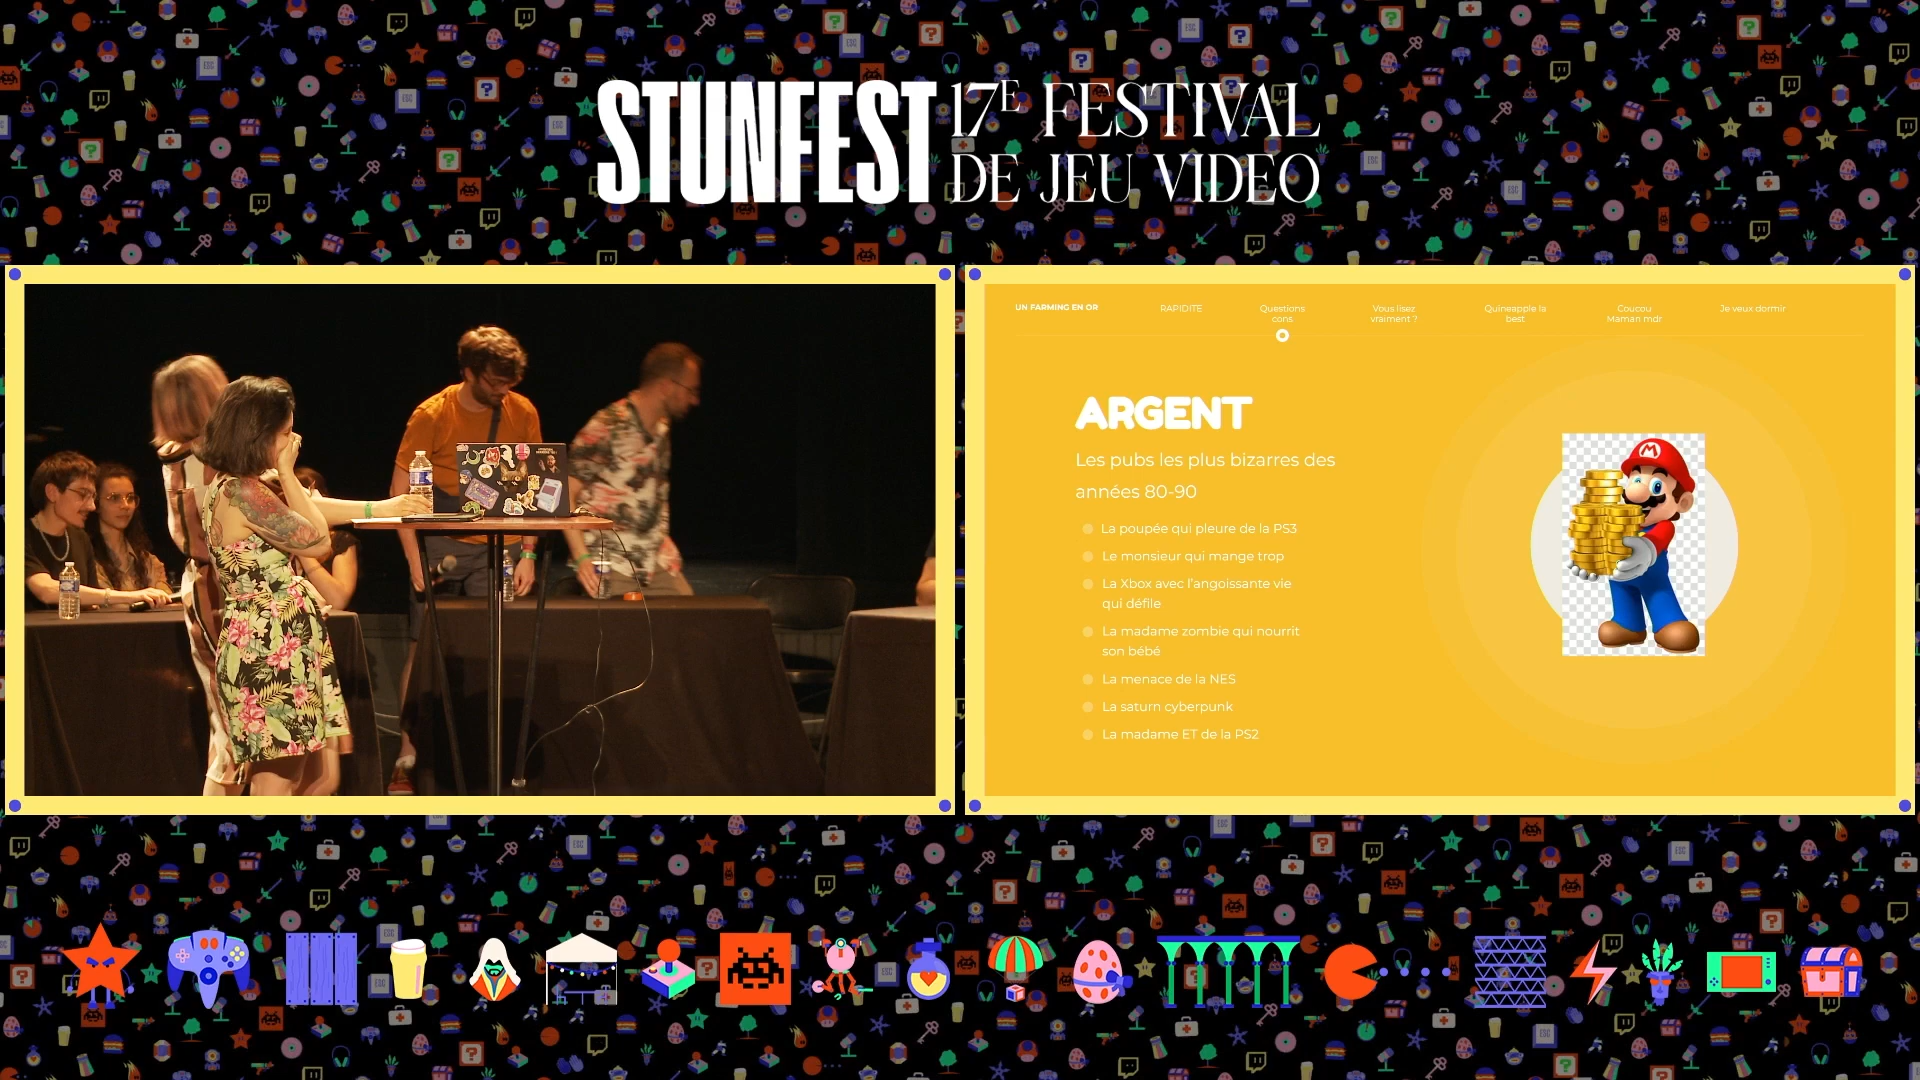 STUNFEST
17E FESTIVAL
DE JEU VIDEO
UN FARMING EN OR
RAPIDITE
Questions
cons
Vous lisez
vraiment ?
Quineapple la
best
Coucou
Maman mdr
Je veux dormir
ARGENT
Les pubs les plus bizarres des
années 80-90
La poupée qui pleure de la PS3
Le monsieur qui mange trop
La Xbox avec l'angoissante vie
qui défile
La madame zombie qui nourrit
son bébé
La menace de la NES
La saturn cyberpunk
La madame ET de la PS2